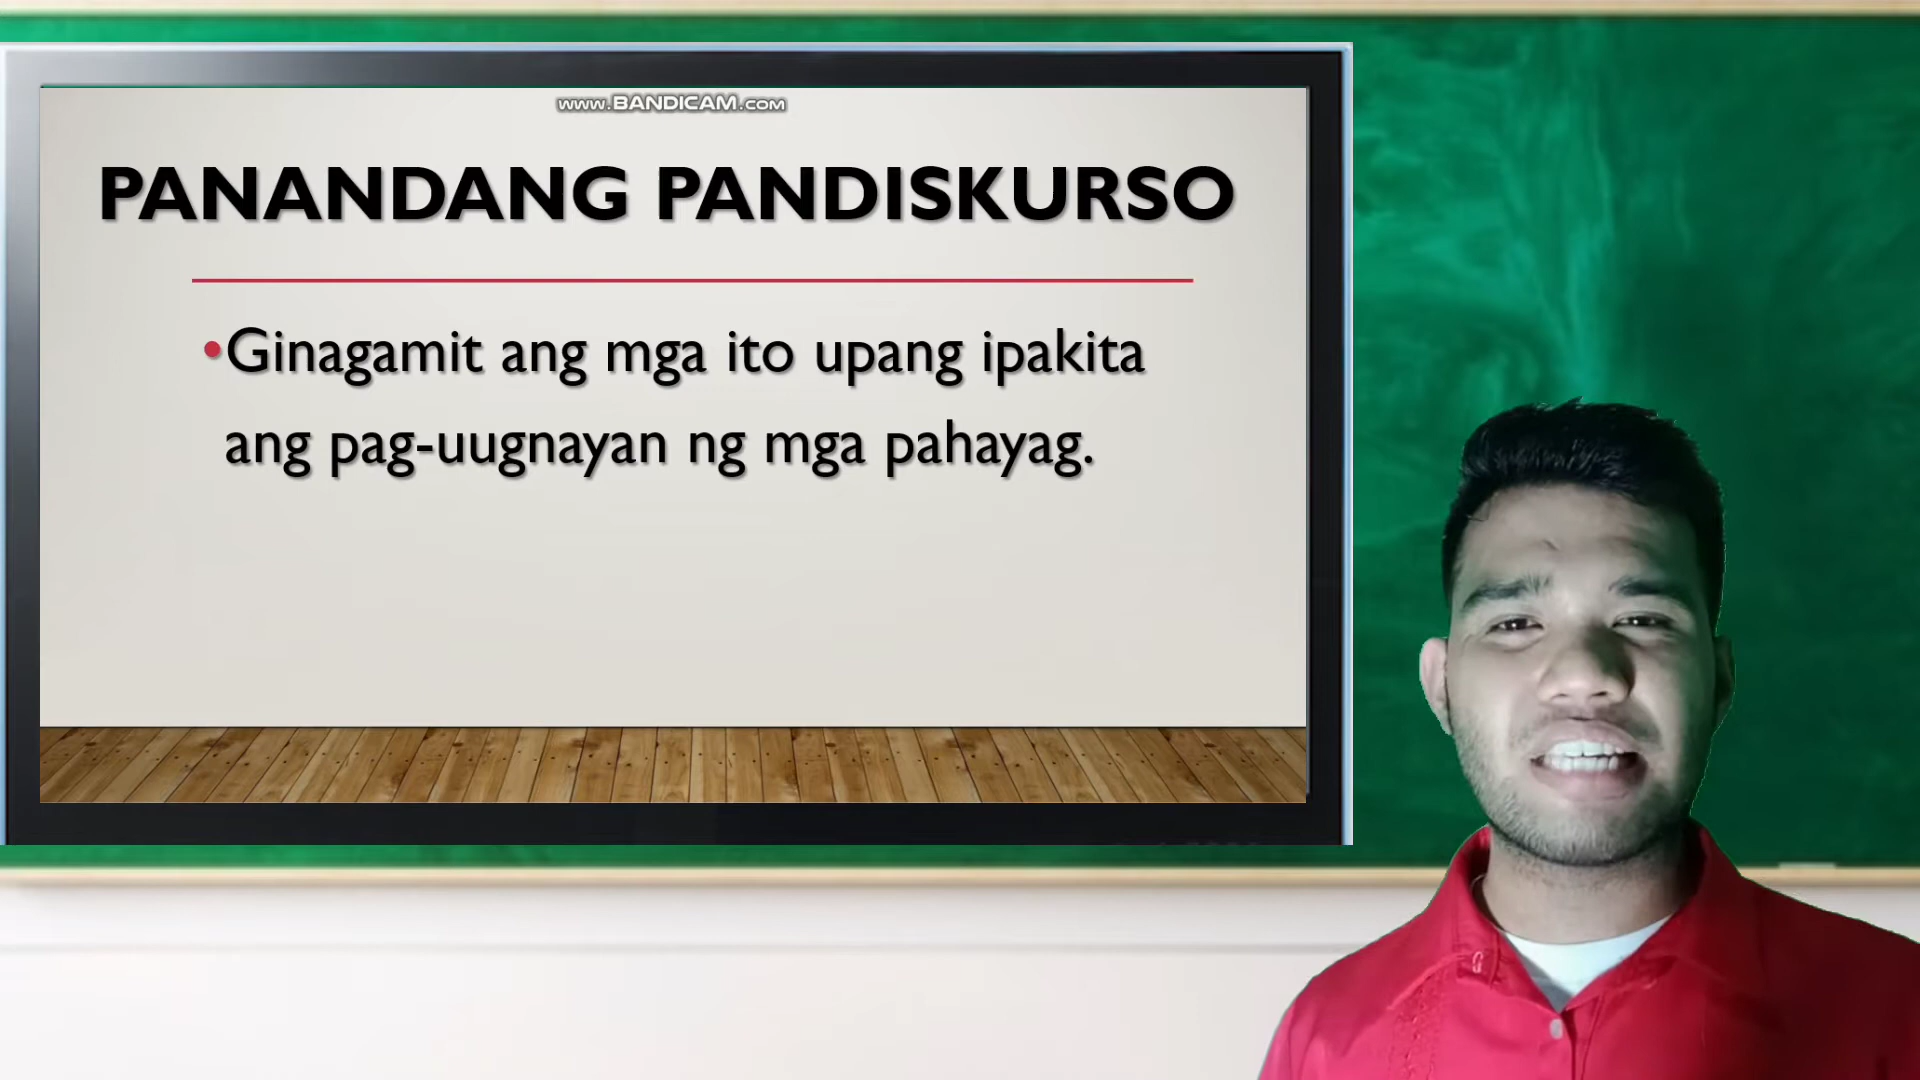 www.BANDICAM.com
PANANDANG PANDISKURSO
•Ginagamit ang mga ito upang ipakita
ang pag-uugnayan ng mga pahayag.